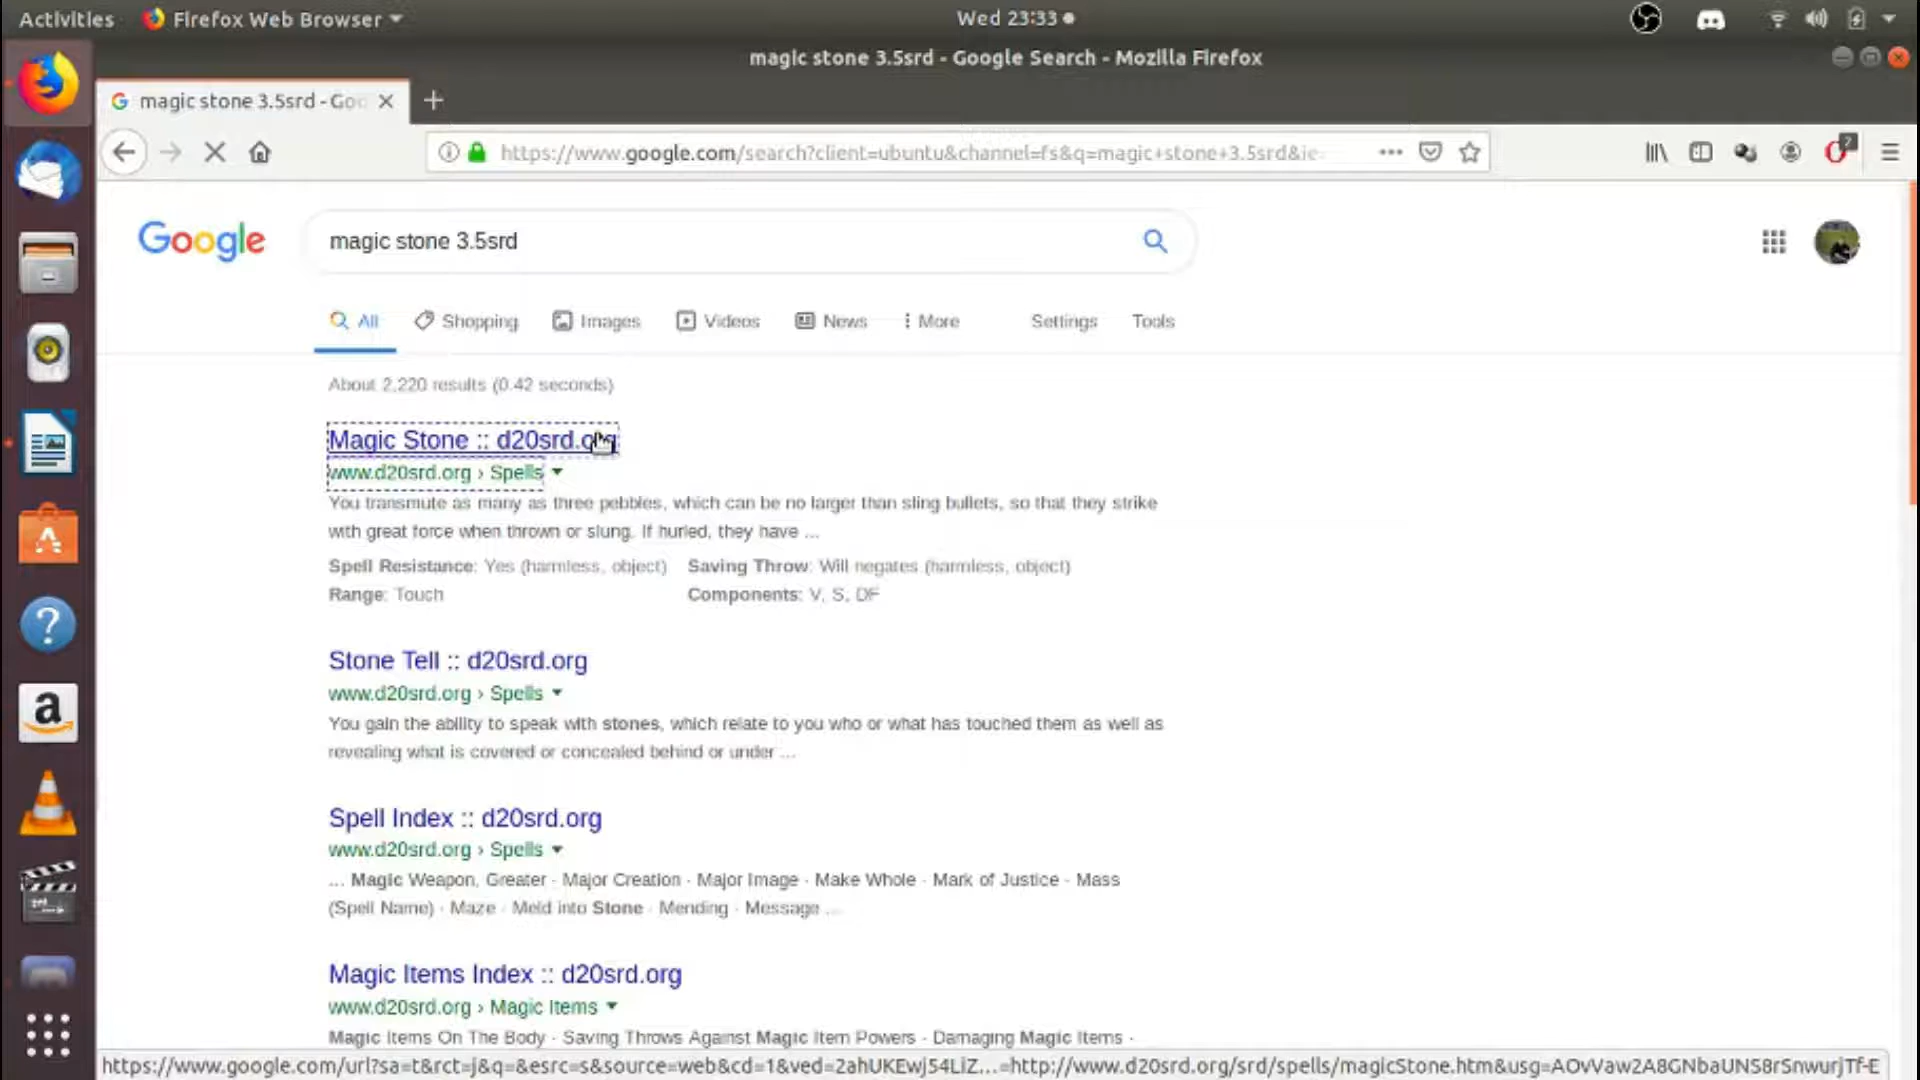 Activities Firefox Web Browser Wed 23:33
magic stone 3.5srd - Google Search - Mozilla Firefox
magic stone 3.5srd - Goo
https://www.google.com/search?client=ubuntu&channel=fs&q=magic+stone+3.5srd&ie
2
Google magic stone 3.5srd
All Shopping Images Videos News More Settings Tools
About 2,220 results (0.42 seconds)
Magic Stone :: d20srd.org
www.d20srd.org › Spells
You transmute as many as three pebbles, which can be no larger than sling bullets, so that they strike
with great force when thrown or slung. If hurled, they have ...
Spell Resistance: Yes (harmless, object) Saving Throw: Will negates (harmless, object)
Range: Touch Components: V, S, DF
Stone Tell :: d20srd.org
www.d20srd.org › Spells
You gain the ability to speak with stones, which relate to you who or what has touched them as well as
revealing what is covered or concealed behind or under ...
Spell Index :: d20srd.org
www.d20srd.org › Spells
... Magic Weapon, Greater · Major Creation · Major Image · Make Whole · Mark of Justice · Mass
(Spell Name) · Maze · Meld into Stone · Mending · Message ...
Magic Items Index :: d20srd.org
www.d20srd.org › Magic Items
Magic Items On The Body · Saving Throws Against Magic Item Powers · Damaging Magic Items ·
https://www.google.com/url?sa=t&rct=j&q=&esrc=s&source=web&cd=1&ved=2ahUKEwj54LiZ...=http://www.d20srd.org/srd/spells/magicStone.htm&usg=AOvVaw2A8GNbaUNS8rSnwurjTf-E